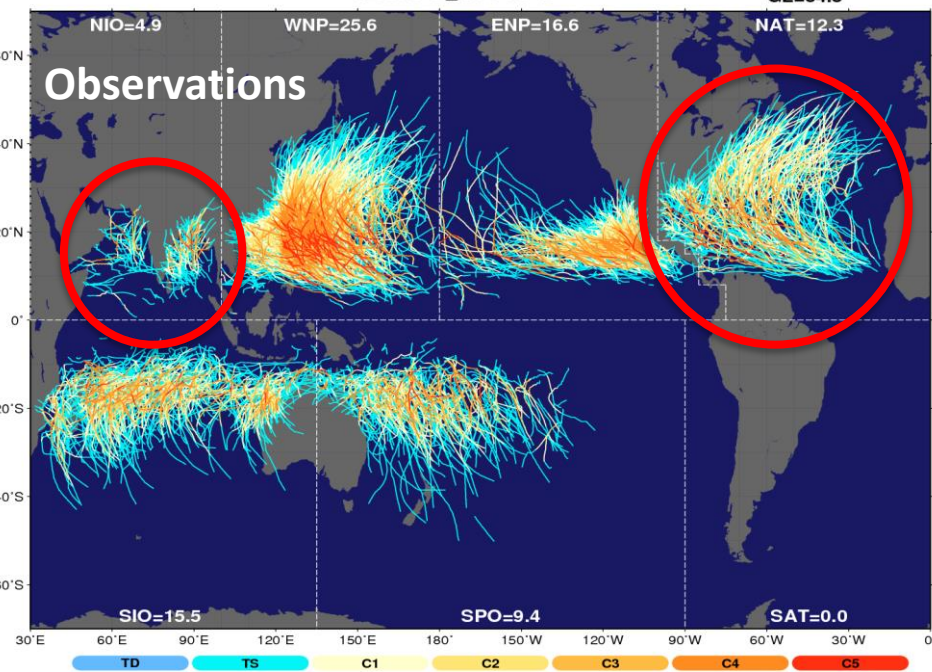 NIO=4.9 WNP=25.6 ENP=16.6 NAT=12.3
Observations
0°
SIO=15.5 SPO=9.4 SAT=0.0
30°E 60°E 90°E 120°E 150°E 180° 150°W 120°W 90°W 60°W 30°W 0
TD TS C1 C2 C3 C4 C5